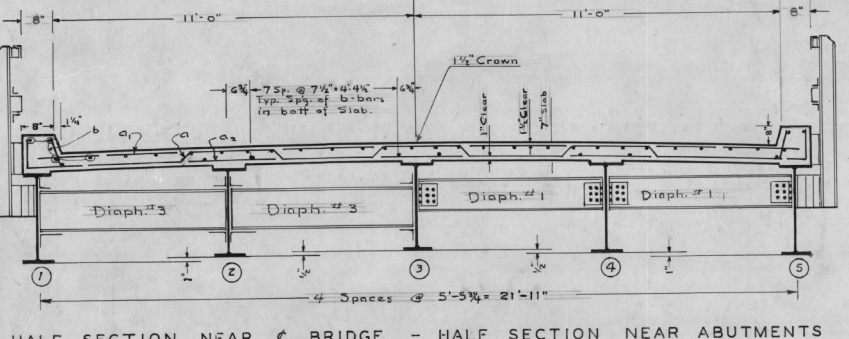 8"
11'-0"
11'-0"
8"
1½" Crown
6¾
7 Sp. @ 7½"=4'-4½"
6¾
Typ. Spg. of b-bars
in bott of Slab.
1" Clear
1½" Clear
7" Slab
8"
1¼"
b
a₁
a
a₂
8"
Diaph. #3
Diaph. #3
Diaph. #1
Diaph. #1
1"
½"
½"
1"
1
2
3
4
5
4 Spaces @ 5'-5¾ = 21'-11"
HALF SECTION NEAR ℄ BRIDGE - HALF SECTION NEAR ABUTMENTS